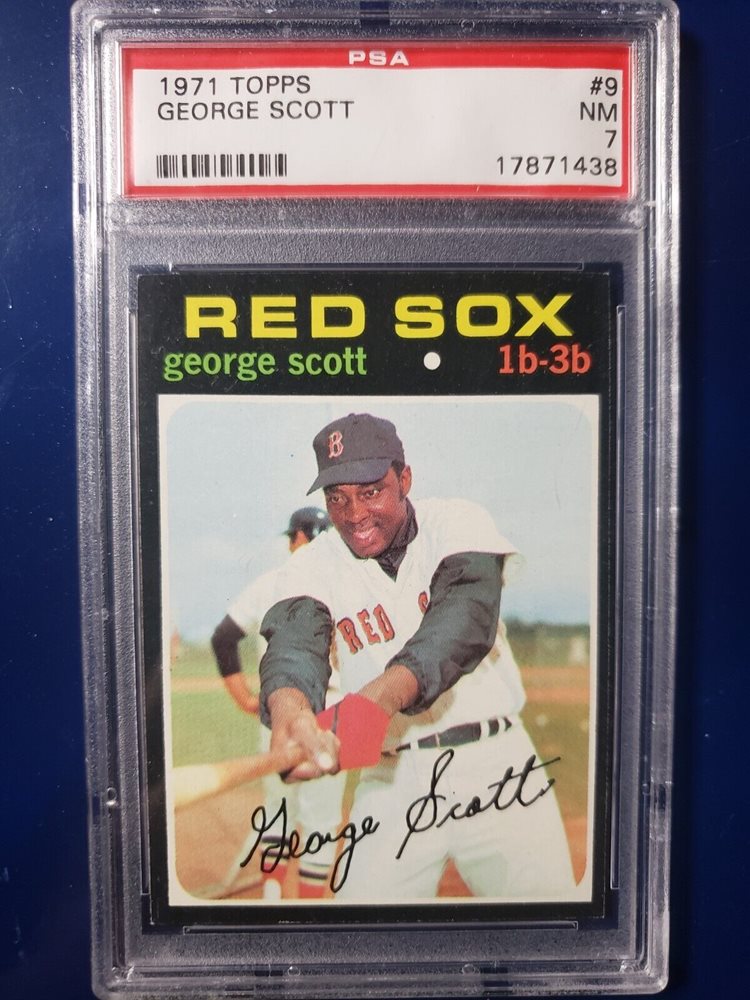 PSA
1971 TOPPS #9
GEORGE SCOTT NM
7
17871438
RED SOX
george scott 1b-3b
B
RED S
George Scott